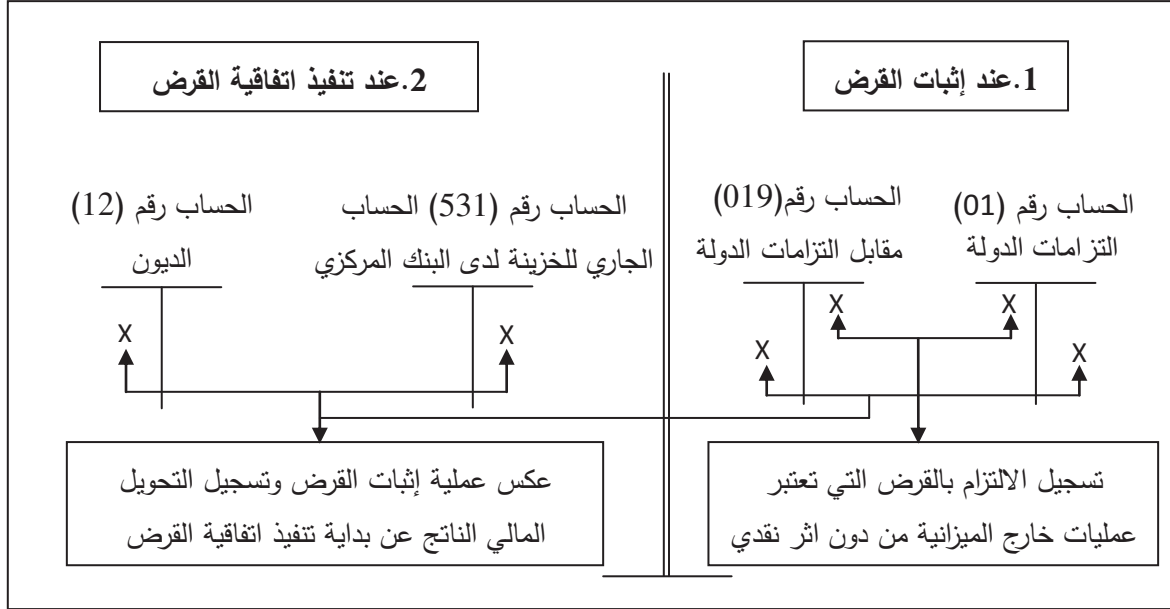 1.عند إثبات القرض
2.عند تنفيذ اتفاقية القرض
الحساب رقم (01)
التزامات الدولة
الحساب رقم(019)
مقابل التزامات الدولة
الحساب رقم (531) الحساب
الجاري للخزينة لدى البنك المركزي
الحساب رقم (12)
الديون
X
X
X
X
X
X
تسجيل الالتزام بالقرض التي تعتبر
عمليات خارج الميزانية من دون اثر نقدي
عكس عملية إثبات القرض وتسجيل التحويل
المالي الناتج عن بداية تنفيذ اتفاقية القرض